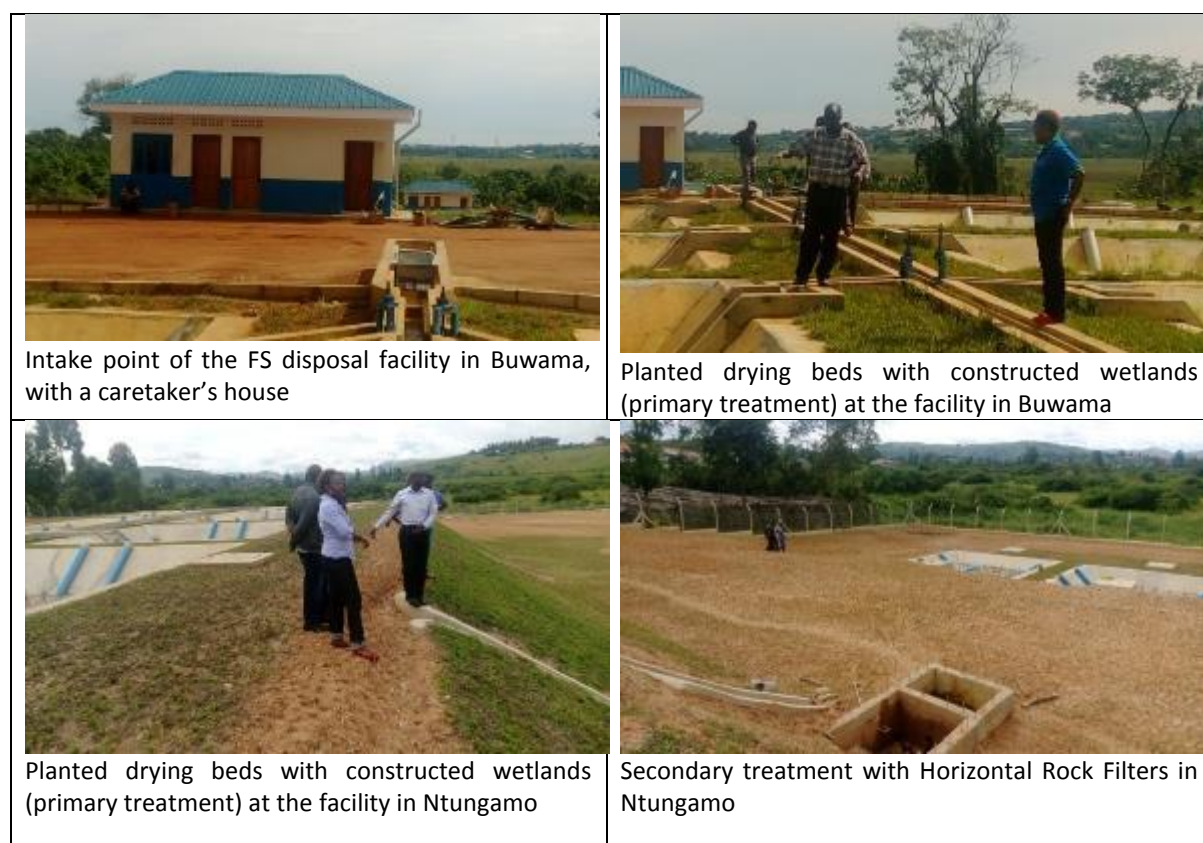 Intake point of the FS disposal facility in Buwama,
with a caretaker’s house
Planted drying beds with constructed wetlands
(primary treatment) at the facility in Buwama
Planted drying beds with constructed wetlands
(primary treatment) at the facility in Ntungamo
Secondary treatment with Horizontal Rock Filters in
Ntungamo